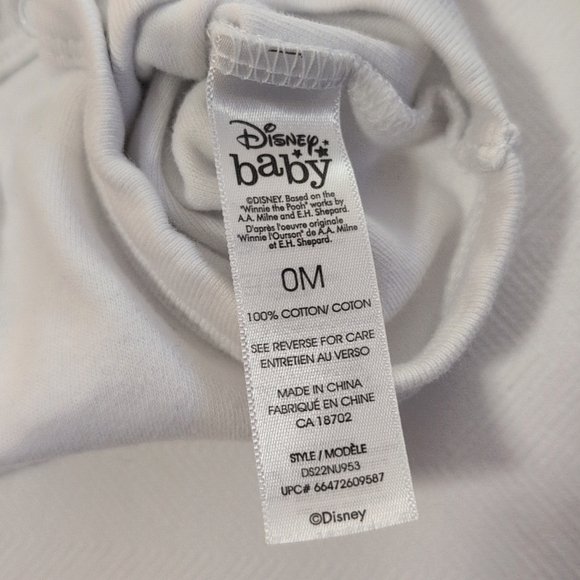 Disney
baby
©DISNEY. Based on the
"Winnie the Pooh" works by
A.A. Milne and E.H. Shepard.
D'après l'oeuvre originale
"Winnie l'Ourson" de A.A. Milne
et E.H. Shepard.
0M
100% COTTON/ COTON
SEE REVERSE FOR CARE
ENTRETIEN AU VERSO
MADE IN CHINA
FABRIQUÉ EN CHINE
CA 18702
STYLE / MODÈLE
DS22NU953
UPC# 66472609587
©Disney